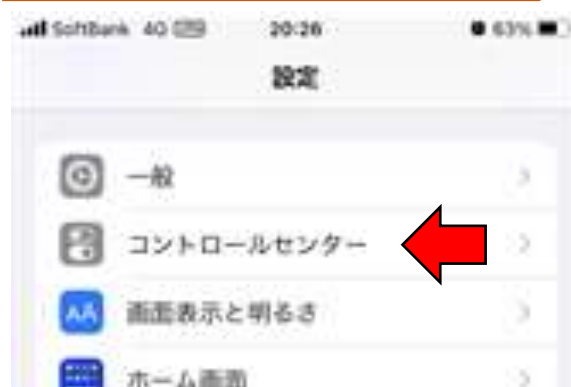 SoftBank 4G 20:26 63%
設定
一般
コントロールセンター
AA 画面表示と明るさ
ホーム画面